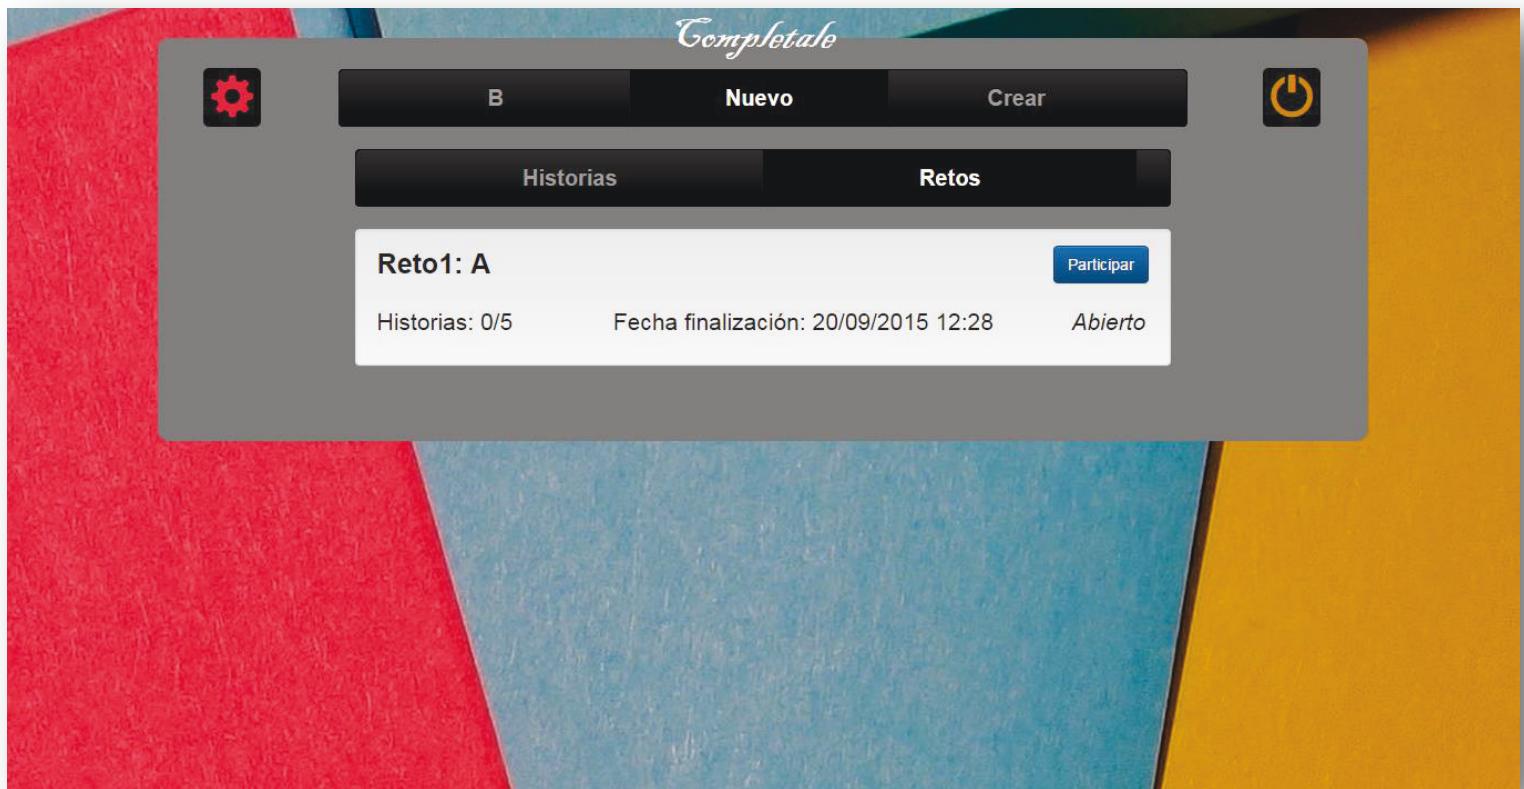 Completale
B Nuevo Crear
Historias Retos
Reto1: A Participar
Historias: 0/5 Fecha finalización: 20/09/2015 12:28 Abierto